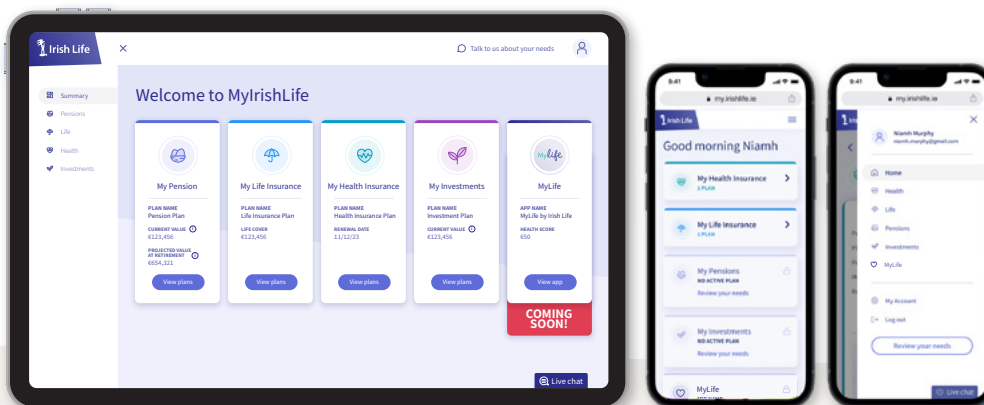 Irish Life
Talk to us about your needs
Summary
Pensions
Life
Health
Investments
Welcome to MyIrishLife
My Pension
PLAN NAME
Pension Plan
CURRENT VALUE
€123,456
PROJECTED VALUE
AT RETIREMENT
€654,321
View plans
My Life Insurance
PLAN NAME
Life Insurance Plan
LIFE COVER
€123,456
View plans
My Health Insurance
PLAN NAME
Health Insurance Plan
RENEWAL DATE
11/12/23
View plans
My Investments
PLAN NAME
Investment Plan
CURRENT VALUE
€123,456
View plans
My life
MyLife
APP NAME
MyLife by Irish Life
HEALTH SCORE
650
View app
COMING
SOON!
Live chat
9:41
my.irishlife.ie
Irish Life
Good morning Niamh
My Health Insurance
1 PLAN
My Life Insurance
1 PLAN
My Pensions
NO ACTIVE PLAN
Review your needs
My Investments
NO ACTIVE PLAN
Review your needs
MyLife
9:41
my.irishlife.ie
Niamh Murphy
niamh.murphy@gmail.com
Home
Health
Life
Pensions
Investments
MyLife
My Account
Log out
Review your needs
Live chat